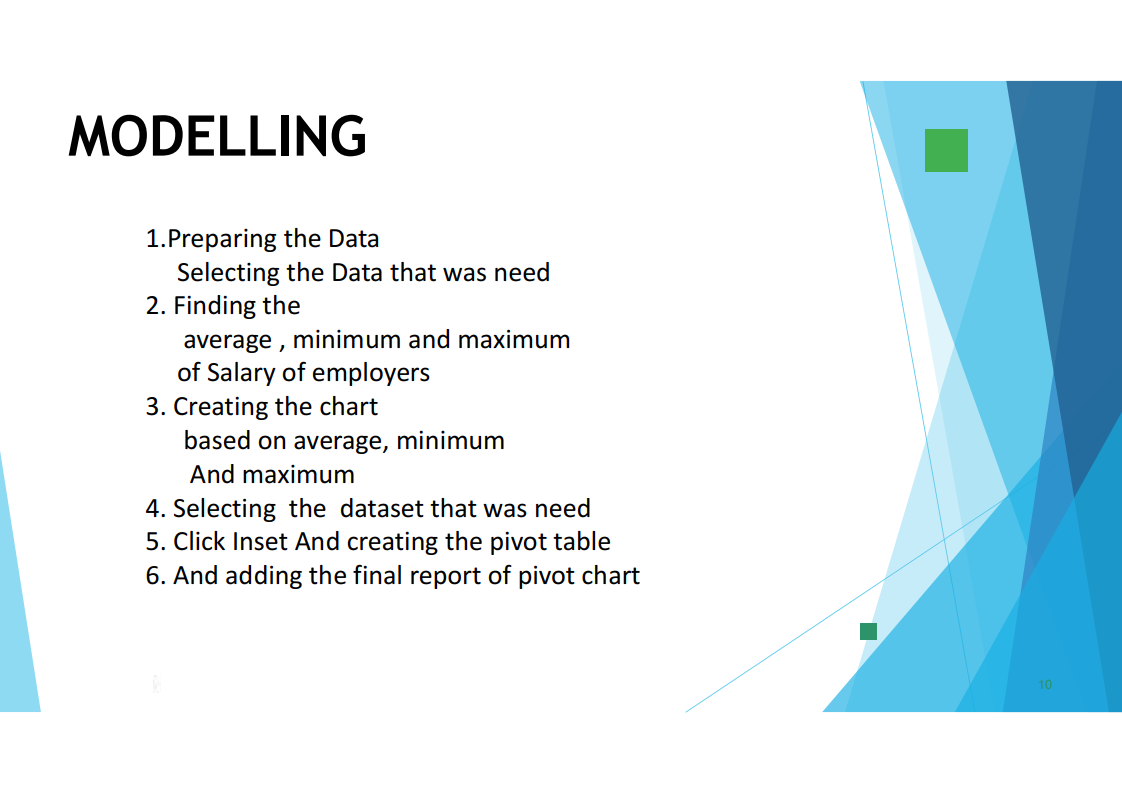 MODELLING
1.Preparing the Data
Selecting the Data that was need
2. Finding the
average , minimum and maximum
of Salary of employers
3. Creating the chart
based on average, minimum
And maximum
4. Selecting the dataset that was need
5. Click Inset And creating the pivot table
6. And adding the final report of pivot chart
10